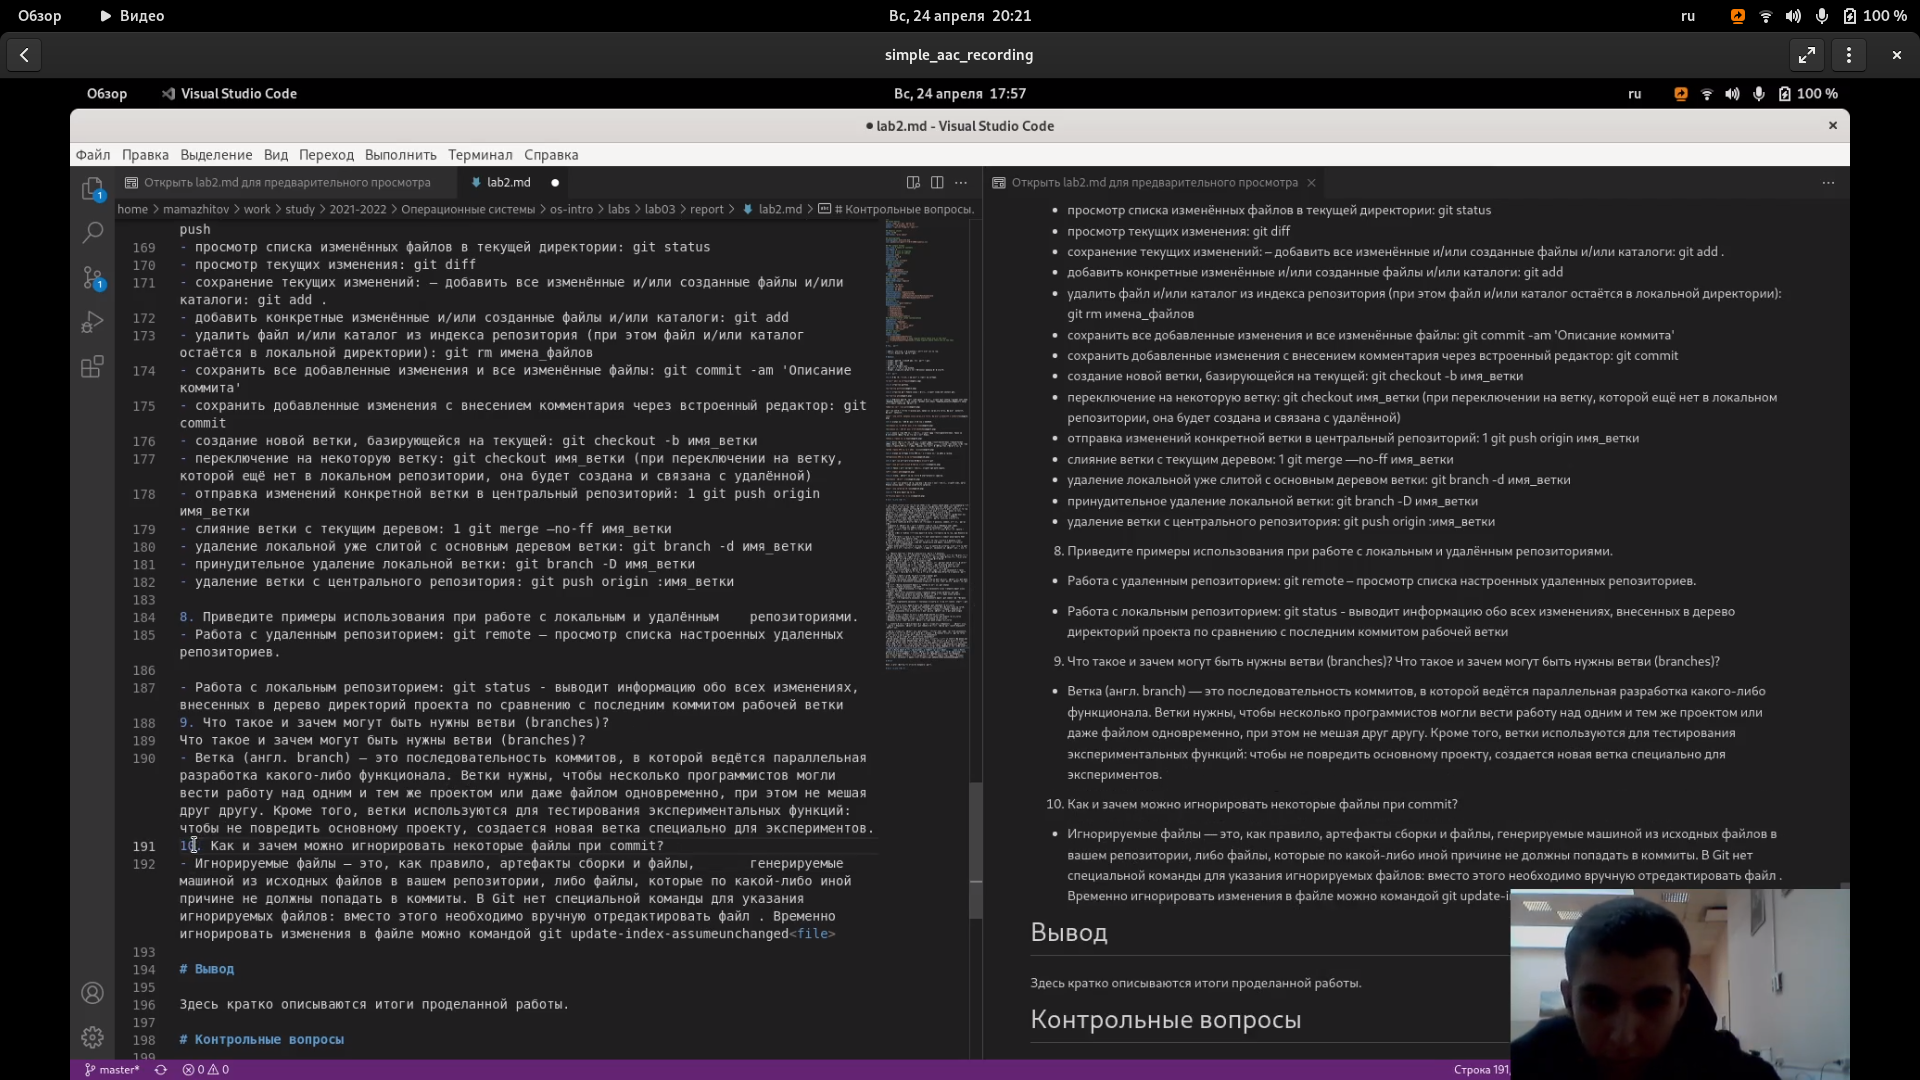 Обзор
Видео
Вс, 24 апреля 20:21
ru
100 %
simple_aac_recording
Обзор
Visual Studio Code
Вс, 24 апреля 17:57
ru
100 %
● lab2.md - Visual Studio Code
Файл Правка Выделение Вид Переход Выполнить Терминал Справка
1
1
Открыть lab2.md для предварительного просмотра
lab2.md
home › mamazhitov › work › study › 2021-2022 › Операционные системы › os-intro › labs › lab03 › report › lab2.md › # Контрольные вопросы.
push
169 - просмотр списка изменённых файлов в текущей директории: git status
170 - просмотр текущих изменения: git diff
171 - сохранение текущих изменений: – добавить все изменённые и/или созданные файлы и/или
каталоги: git add .
172 - добавить конкретные изменённые и/или созданные файлы и/или каталоги: git add
173 - удалить файл и/или каталог из индекса репозитория (при этом файл и/или каталог
остаётся в локальной директории): git rm имена_файлов
174 - сохранить все добавленные изменения и все изменённые файлы: git commit -am 'Описание
коммита'
175 - сохранить добавленные изменения с внесением комментария через встроенный редактор: git
commit
176 - создание новой ветки, базирующейся на текущей: git checkout -b имя_ветки
177 - переключение на некоторую ветку: git checkout имя_ветки (при переключении на ветку,
которой ещё нет в локальном репозитории, она будет создана и связана с удалённой)
178 - отправка изменений конкретной ветки в центральный репозиторий: 1 git push origin
имя_ветки
179 - слияние ветки с текущим деревом: 1 git merge —no-ff имя_ветки
180 - удаление локальной уже слитой с основным деревом ветки: git branch -d имя_ветки
181 - принудительное удаление локальной ветки: git branch -D имя_ветки
182 - удаление ветки с центрального репозитория: git push origin :имя_ветки
183
184 8. Приведите примеры использования при работе с локальным и удалённым репозиториями.
185 - Работа с удаленным репозиторием: git remote – просмотр списка настроенных удаленных
репозиториев.
186
187 - Работа с локальным репозиторием: git status - выводит информацию обо всех изменениях,
внесенных в дерево директорий проекта по сравнению с последним коммитом рабочей ветки
188 9. Что такое и зачем могут быть нужны ветви (branches)?
189 Что такое и зачем могут быть нужны ветви (branches)?
190 - Ветка (англ. branch) — это последовательность коммитов, в которой ведётся параллельная
разработка какого-либо функционала. Ветки нужны, чтобы несколько программистов могли
вести работу над одним и тем же проектом или даже файлом одновременно, при этом не мешая
друг другу. Кроме того, ветки используются для тестирования экспериментальных функций:
чтобы не повредить основному проекту, создается новая ветка специально для экспериментов.
191 10. Как и зачем можно игнорировать некоторые файлы при commit?
192 - Игнорируемые файлы — это, как правило, артефакты сборки и файлы, генерируемые
машиной из исходных файлов в вашем репозитории, либо файлы, которые по какой-либо иной
причине не должны попадать в коммиты. В Git нет специальной команды для указания
игнорируемых файлов: вместо этого необходимо вручную отредактировать файл . Временно
игнорировать изменения в файле можно командой git update-index-assumeunchanged<file>
193
194 # Вывод
195
196 Здесь кратко описываются итоги проделанной работы.
197
198 # Контрольные вопросы
199
Открыть lab2.md для предварительного просмотра
• просмотр списка изменённых файлов в текущей директории: git status
• просмотр текущих изменения: git diff
• сохранение текущих изменений: – добавить все изменённые и/или созданные файлы и/или каталоги: git add .
• добавить конкретные изменённые и/или созданные файлы и/или каталоги: git add
• удалить файл и/или каталог из индекса репозитория (при этом файл и/или каталог остаётся в локальной директории):
git rm имена_файлов
• сохранить все добавленные изменения и все изменённые файлы: git commit -am 'Описание коммита'
• сохранить добавленные изменения с внесением комментария через встроенный редактор: git commit
• создание новой ветки, базирующейся на текущей: git checkout -b имя_ветки
• переключение на некоторую ветку: git checkout имя_ветки (при переключении на ветку, которой ещё нет в локальном
репозитории, она будет создана и связана с удалённой)
• отправка изменений конкретной ветки в центральный репозиторий: 1 git push origin имя_ветки
• слияние ветки с текущим деревом: 1 git merge —no-ff имя_ветки
• удаление локальной уже слитой с основным деревом ветки: git branch -d имя_ветки
• принудительное удаление локальной ветки: git branch -D имя_ветки
• удаление ветки с центрального репозитория: git push origin :имя_ветки
8. Приведите примеры использования при работе с локальным и удалённым репозиториями.
• Работа с удаленным репозиторием: git remote – просмотр списка настроенных удаленных репозиториев.
• Работа с локальным репозиторием: git status - выводит информацию обо всех изменениях, внесенных в дерево
директорий проекта по сравнению с последним коммитом рабочей ветки
9. Что такое и зачем могут быть нужны ветви (branches)? Что такое и зачем могут быть нужны ветви (branches)?
• Ветка (англ. branch) — это последовательность коммитов, в которой ведётся параллельная разработка какого-либо
функционала. Ветки нужны, чтобы несколько программистов могли вести работу над одним и тем же проектом или
даже файлом одновременно, при этом не мешая друг другу. Кроме того, ветки используются для тестирования
экспериментальных функций: чтобы не повредить основному проекту, создается новая ветка специально для
экспериментов.
10. Как и зачем можно игнорировать некоторые файлы при commit?
• Игнорируемые файлы — это, как правило, артефакты сборки и файлы, генерируемые машиной из исходных файлов в
вашем репозитории, либо файлы, которые по какой-либо иной причине не должны попадать в коммиты. В Git нет
специальной команды для указания игнорируемых файлов: вместо этого необходимо вручную отредактировать файл .
Временно игнорировать изменения в файле можно командой git update-i
Вывод
Здесь кратко описываются итоги проделанной работы.
Контрольные вопросы
master*
0
0
Строка 191,